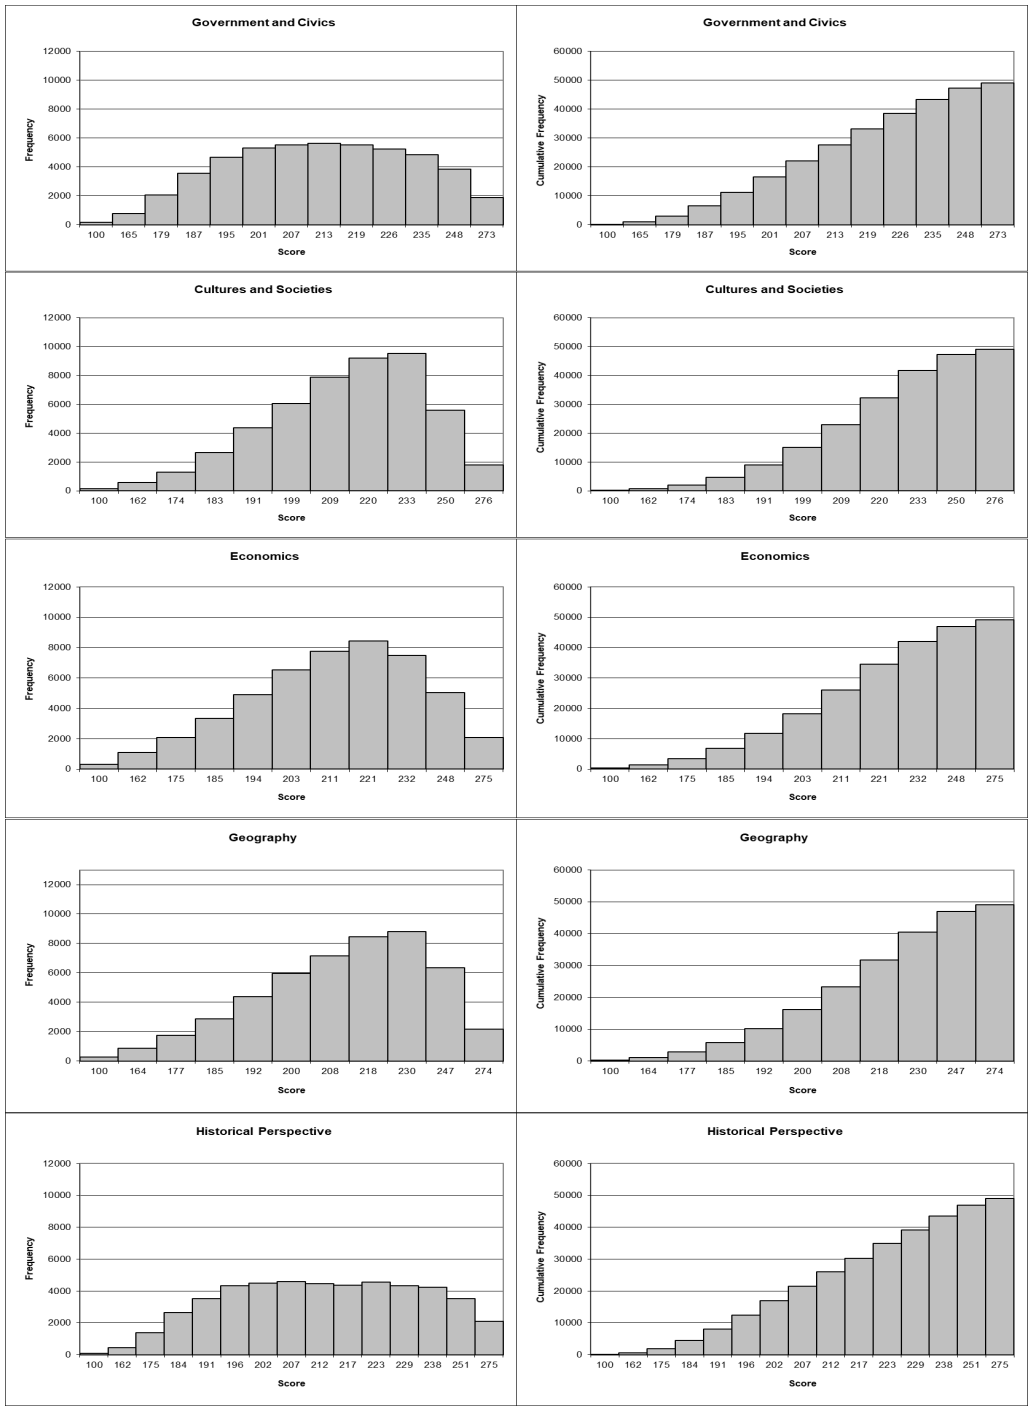 Government and Civics
12000
10000
8000
6000
4000
2000
0
Frequency
100 165 179 187 195 201 207 213 219 226 235 248 273
Score
Government and Civics
60000
50000
40000
30000
20000
10000
0
Cumulative Frequency
100 165 179 187 195 201 207 213 219 226 235 248 273
Score
Cultures and Societies
12000
10000
8000
6000
4000
2000
0
Frequency
100 162 174 183 191 199 209 220 233 250 276
Score
Cultures and Societies
60000
50000
40000
30000
20000
10000
0
Cumulative Frequency
100 162 174 183 191 199 209 220 233 250 276
Score
Economics
12000
10000
8000
6000
4000
2000
0
Frequency
100 162 175 185 194 203 211 221 232 248 275
Score
Economics
60000
50000
40000
30000
20000
10000
0
Cumulative Frequency
100 162 175 185 194 203 211 221 232 248 275
Score
Geography
12000
10000
8000
6000
4000
2000
0
Frequency
100 164 177 185 192 200 208 218 230 247 274
Score
Geography
60000
50000
40000
30000
20000
10000
0
Cumulative Frequency
100 164 177 185 192 200 208 218 230 247 274
Score
Historical Perspective
12000
10000
8000
6000
4000
2000
0
Frequency
100 162 175 184 191 196 202 207 212 217 223 229 238 251 275
Score
Historical Perspective
60000
50000
40000
30000
20000
10000
0
Cumulative Frequency
100 162 175 184 191 196 202 207 212 217 223 229 238 251 275
Score